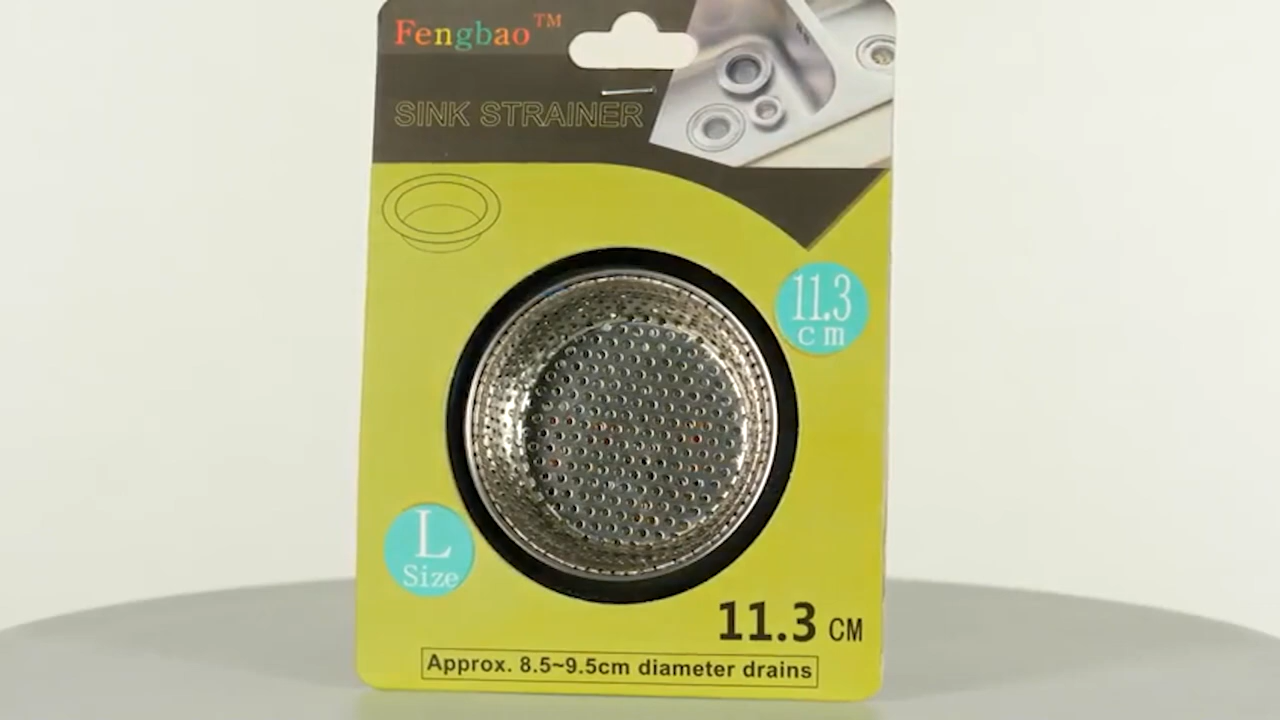 Fengbao™
SINK STRAINER
11.3
cm
L
Size
11.3 CM
Approx. 8.5~9.5cm diameter drains